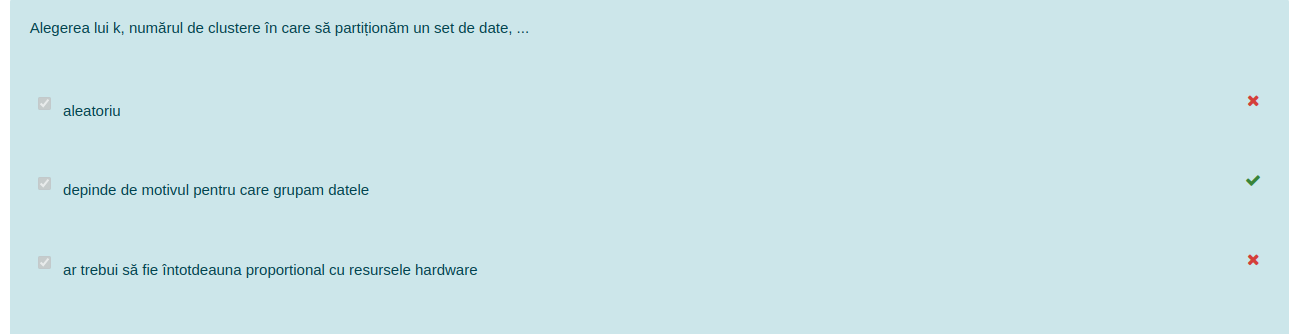 Alegerea lui k, numărul de clustere în care să partiționăm un set de date, ...
aleatoriu
depinde de motivul pentru care grupam datele
ar trebui să fie întotdeauna proportional cu resursele hardware